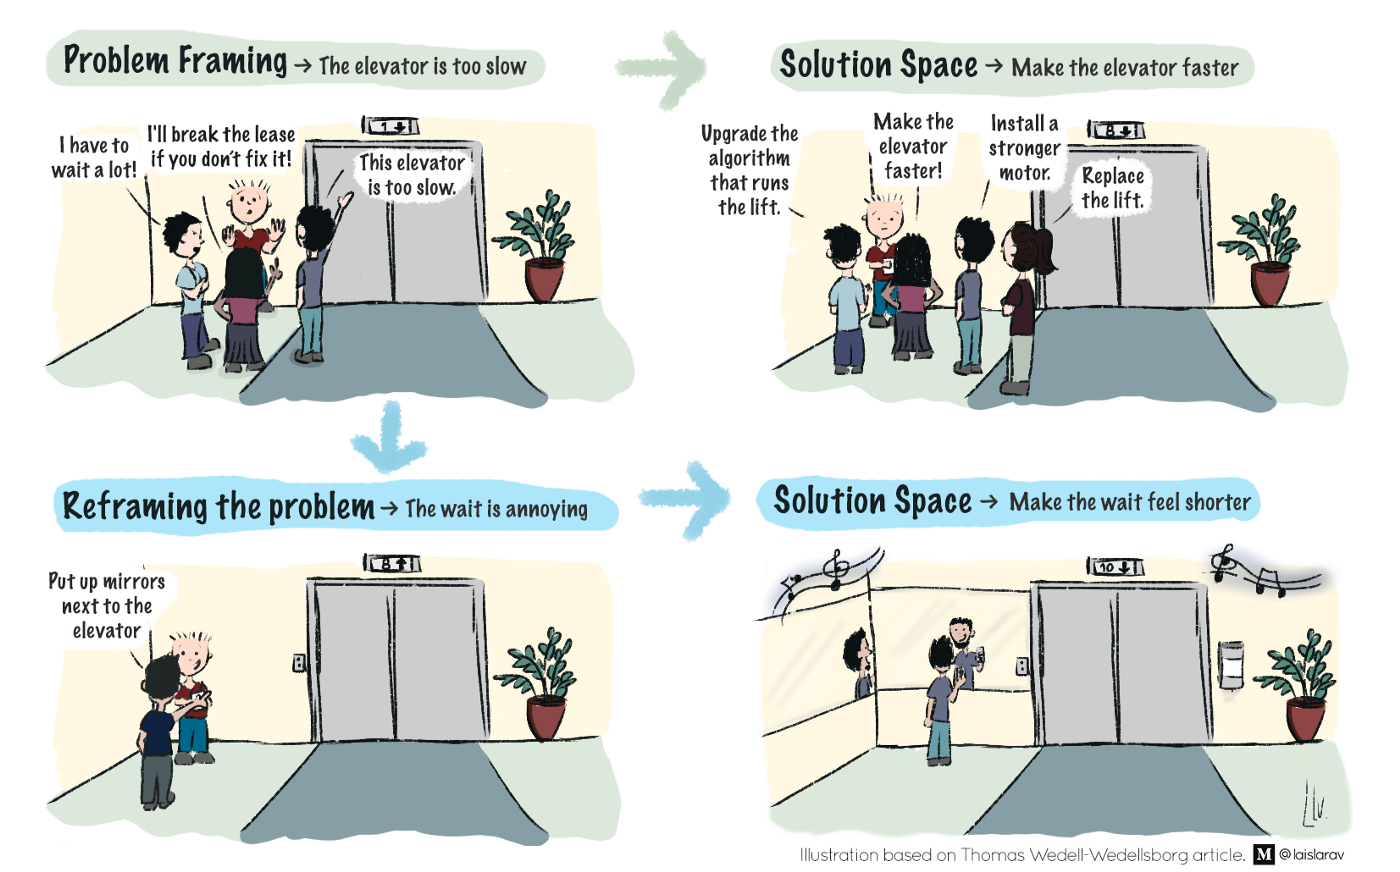 Problem Framing → The elevator is too slow
I have to
wait a lot!
I'll break the lease
if you don't fix it!
1 ↓
This elevator
is too slow.
Solution Space → Make the elevator faster
Upgrade the
algorithm
that runs
the lift.
Make the
elevator
faster!
Install a
stronger
motor.
8 ↓
Replace
the lift.
Reframing the problem → The wait is annoying
8 ↑
Put up mirrors
next to the
elevator
Solution Space → Make the wait feel shorter
10 ↓
Illustration based on Thomas Wedell-Wedellsborg article. M @laislarav